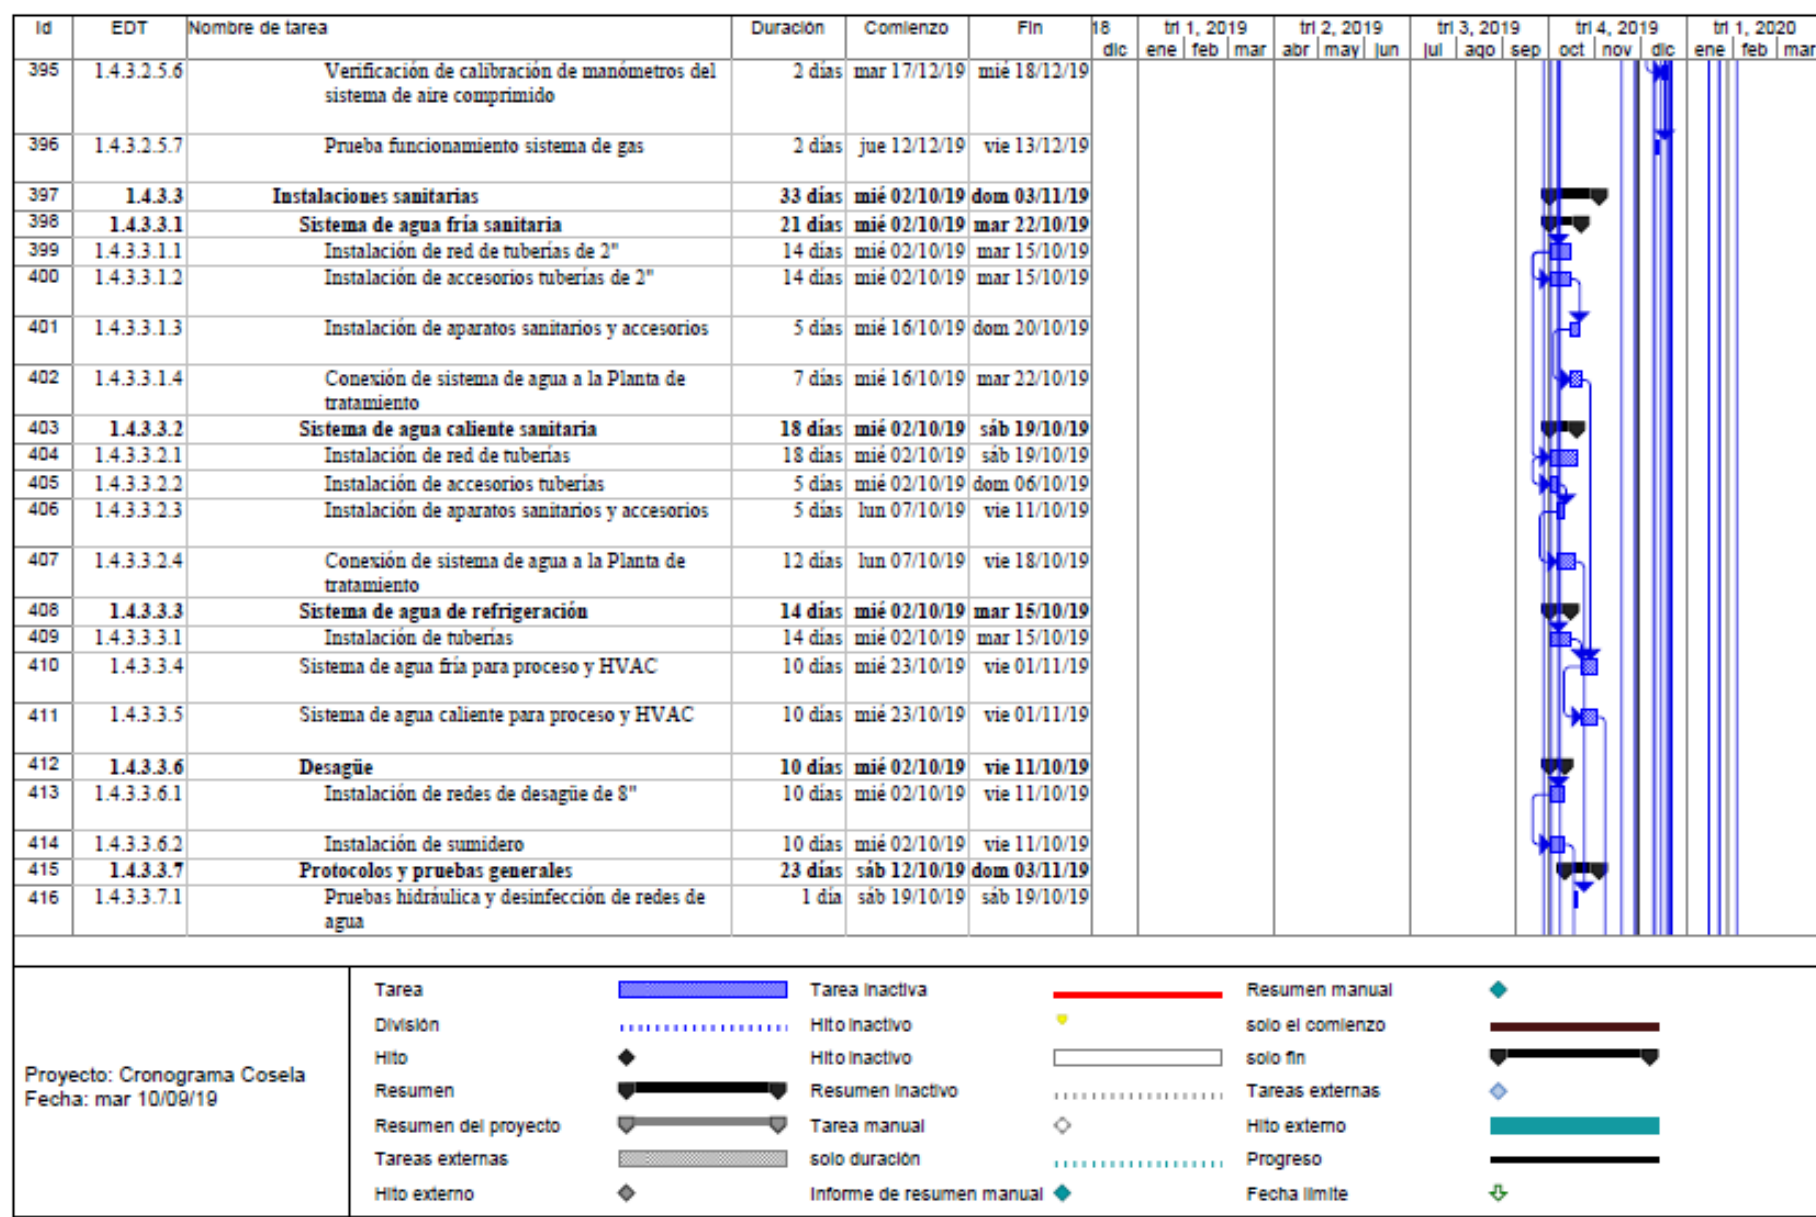 Id EDT Nombre de tarea Duración Comienzo Fin 18 tri 1, 2019 tri 2, 2019 tri 3, 2019 tri 4, 2019 tri 1, 2020
dic ene feb mar abr may jun jul ago sep oct nov dic ene feb mar
395 1.4.3.2.5.6 Verificación de calibración de manómetros del 2 días mar 17/12/19 mié 18/12/19
sistema de aire comprimido
396 1.4.3.2.5.7 Prueba funcionamiento sistema de gas 2 días jue 12/12/19 vie 13/12/19
397 1.4.3.3 Instalaciones sanitarias 33 días mié 02/10/19 dom 03/11/19
398 1.4.3.3.1 Sistema de agua fría sanitaria 21 días mié 02/10/19 mar 22/10/19
399 1.4.3.3.1.1 Instalación de red de tuberías de 2" 14 días mié 02/10/19 mar 15/10/19
400 1.4.3.3.1.2 Instalación de accesorios tuberías de 2" 14 días mié 02/10/19 mar 15/10/19
401 1.4.3.3.1.3 Instalación de aparatos sanitarios y accesorios 5 días mié 16/10/19 dom 20/10/19
402 1.4.3.3.1.4 Conexión de sistema de agua a la Planta de 7 días mié 16/10/19 mar 22/10/19
tratamiento
403 1.4.3.3.2 Sistema de agua caliente sanitaria 18 días mié 02/10/19 sáb 19/10/19
404 1.4.3.3.2.1 Instalación de red de tuberías 18 días mié 02/10/19 sáb 19/10/19
405 1.4.3.3.2.2 Instalación de accesorios tuberías 5 días mié 02/10/19 dom 06/10/19
406 1.4.3.3.2.3 Instalación de aparatos sanitarios y accesorios 5 días lun 07/10/19 vie 11/10/19
407 1.4.3.3.2.4 Conexión de sistema de agua a la Planta de 12 días lun 07/10/19 vie 18/10/19
tratamiento
408 1.4.3.3.3 Sistema de agua de refrigeración 14 días mié 02/10/19 mar 15/10/19
409 1.4.3.3.3.1 Instalación de tuberías 14 días mié 02/10/19 mar 15/10/19
410 1.4.3.3.4 Sistema de agua fría para proceso y HVAC 10 días mié 23/10/19 vie 01/11/19
411 1.4.3.3.5 Sistema de agua caliente para proceso y HVAC 10 días mié 23/10/19 vie 01/11/19
412 1.4.3.3.6 Desagüe 10 días mié 02/10/19 vie 11/10/19
413 1.4.3.3.6.1 Instalación de redes de desagüe de 8" 10 días mié 02/10/19 vie 11/10/19
414 1.4.3.3.6.2 Instalación de sumidero 10 días mié 02/10/19 vie 11/10/19
415 1.4.3.3.7 Protocolos y pruebas generales 23 días sáb 12/10/19 dom 03/11/19
416 1.4.3.3.7.1 Pruebas hidráulica y desinfección de redes de 1 día sáb 19/10/19 sáb 19/10/19
agua
Proyecto: Cronograma Cosela
Fecha: mar 10/09/19
Tarea Tarea inactiva Resumen manual
División Hito inactivo solo el comienzo
Hito Hito inactivo solo fin
Resumen Resumen inactivo Tareas externas
Resumen del proyecto Tarea manual Hito externo
Tareas externas solo duración Progreso
Hito externo Informe de resumen manual Fecha límite